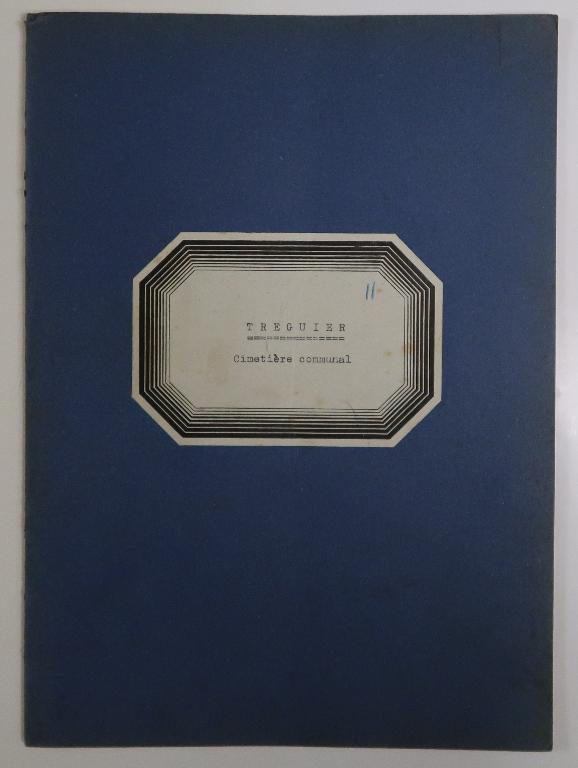 11
TREGUIER
==================
Cimetière communal